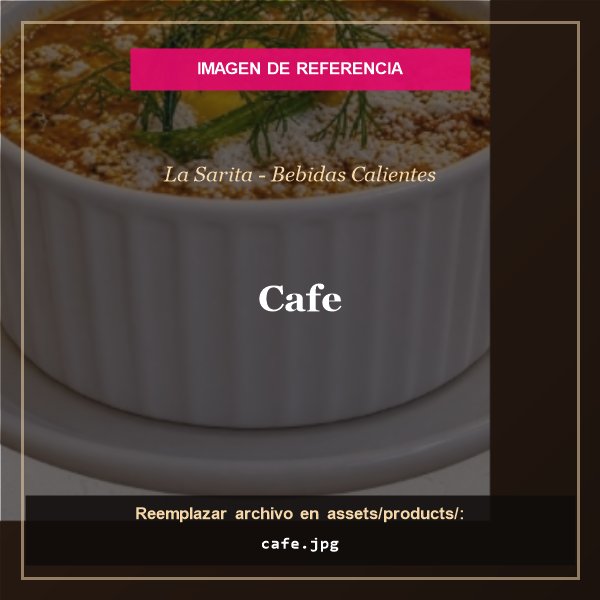 IMAGEN DE REFERENCIA
La Sarita - Bebidas Calientes
Cafe
Reemplazar archivo en assets/products/:
cafe.jpg